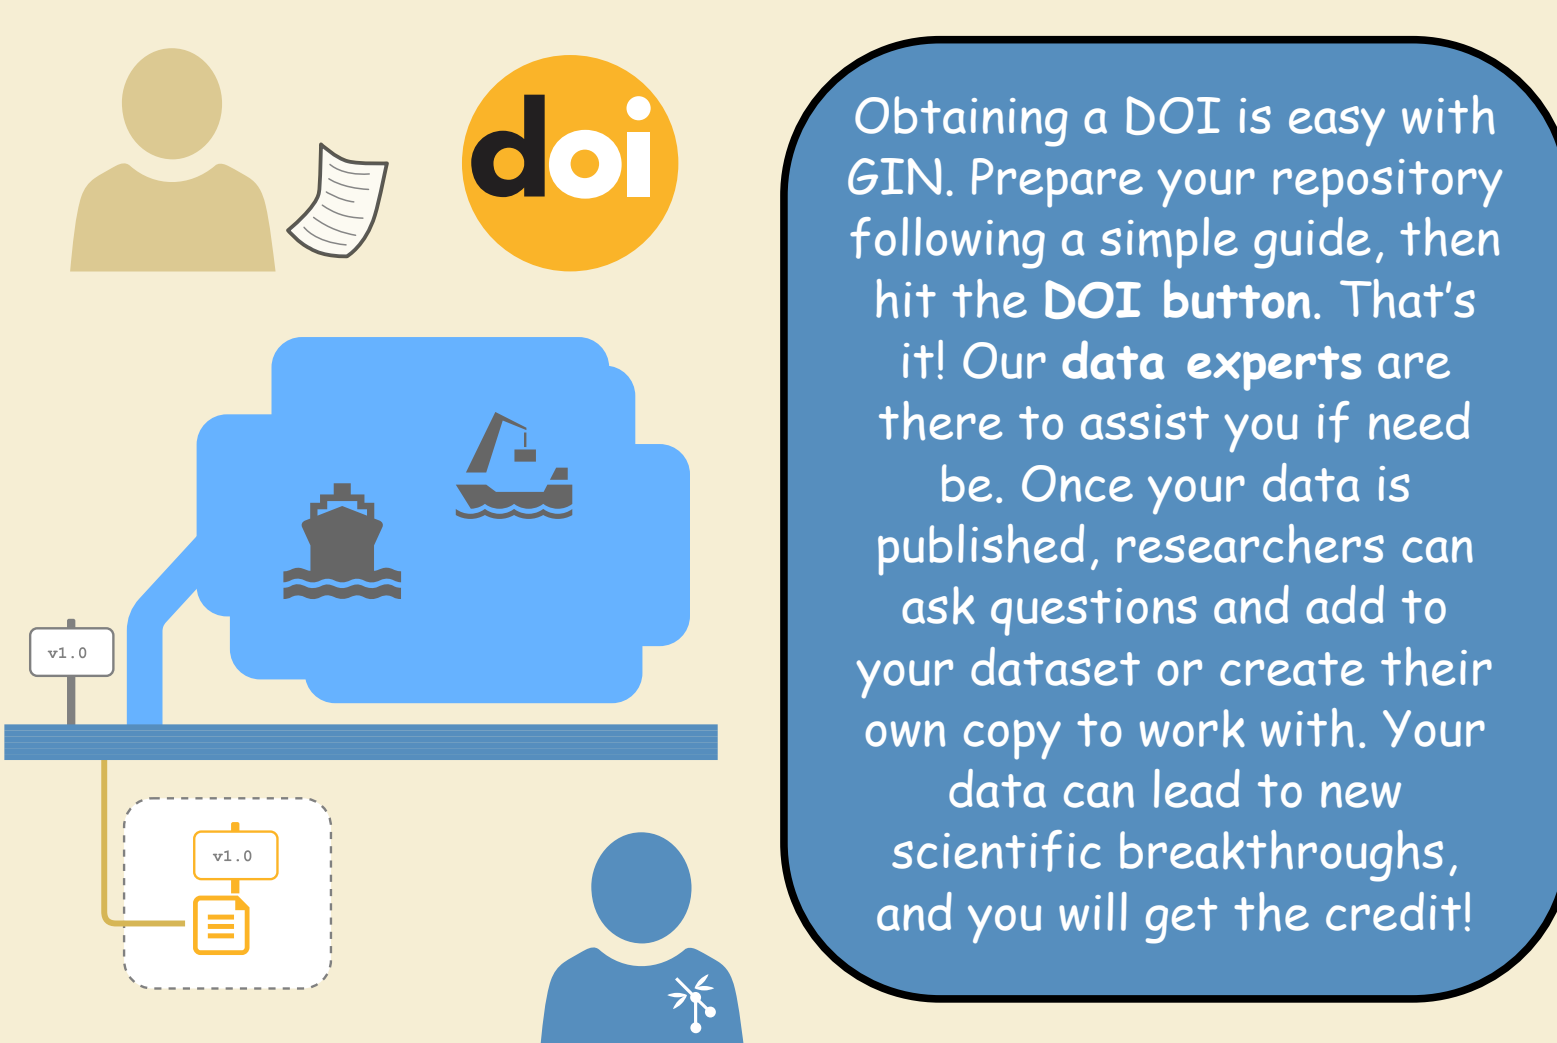 doi
Obtaining a DOI is easy with
GIN. Prepare your repository
following a simple guide, then
hit the DOI button. That's
it! Our data experts are
there to assist you if need
be. Once your data is
published, researchers can
ask questions and add to
your dataset or create their
own copy to work with. Your
data can lead to new
scientific breakthroughs,
and you will get the credit!
v1.0
v1.0